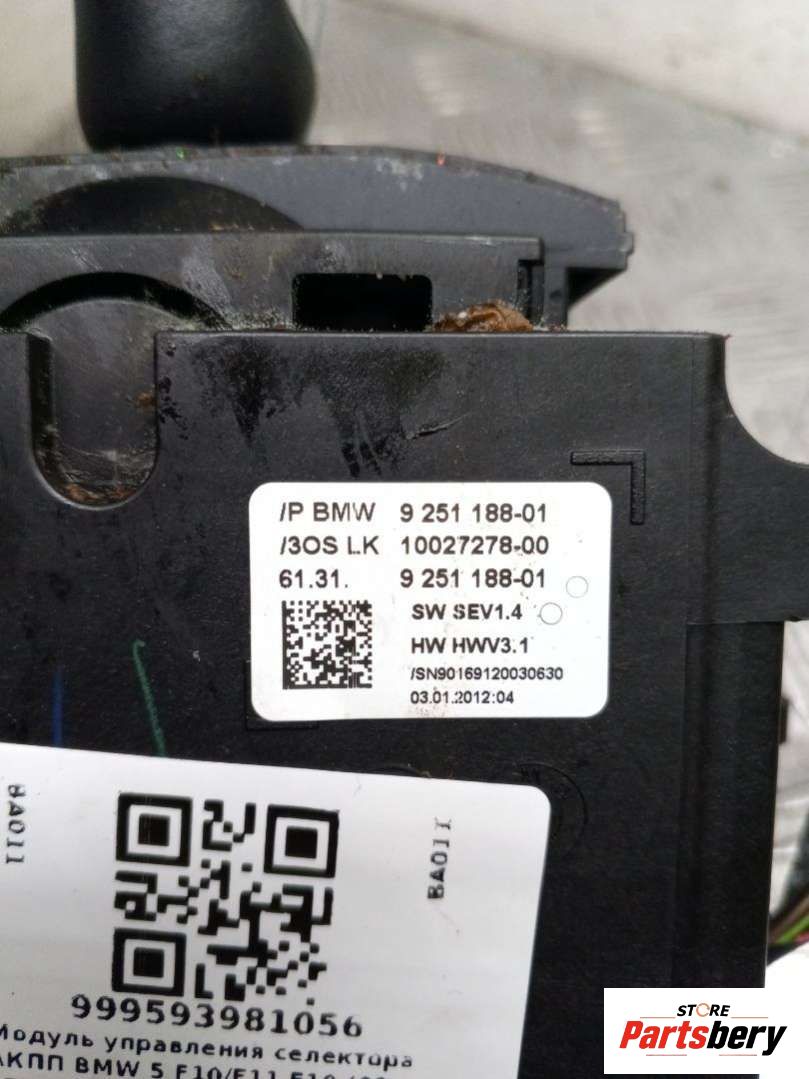 /P BMW 9 251 188-01
/3OS LK 10027278-00
61.31. 9 251 188-01
SW SEV1.4
HW HWV3.1
/SN90169120030630
03.01.2012:04
BA011
BA011
999593981056
Модуль управления селектора
АКПП BMW 5 F10/F11
STORE
Partsbery